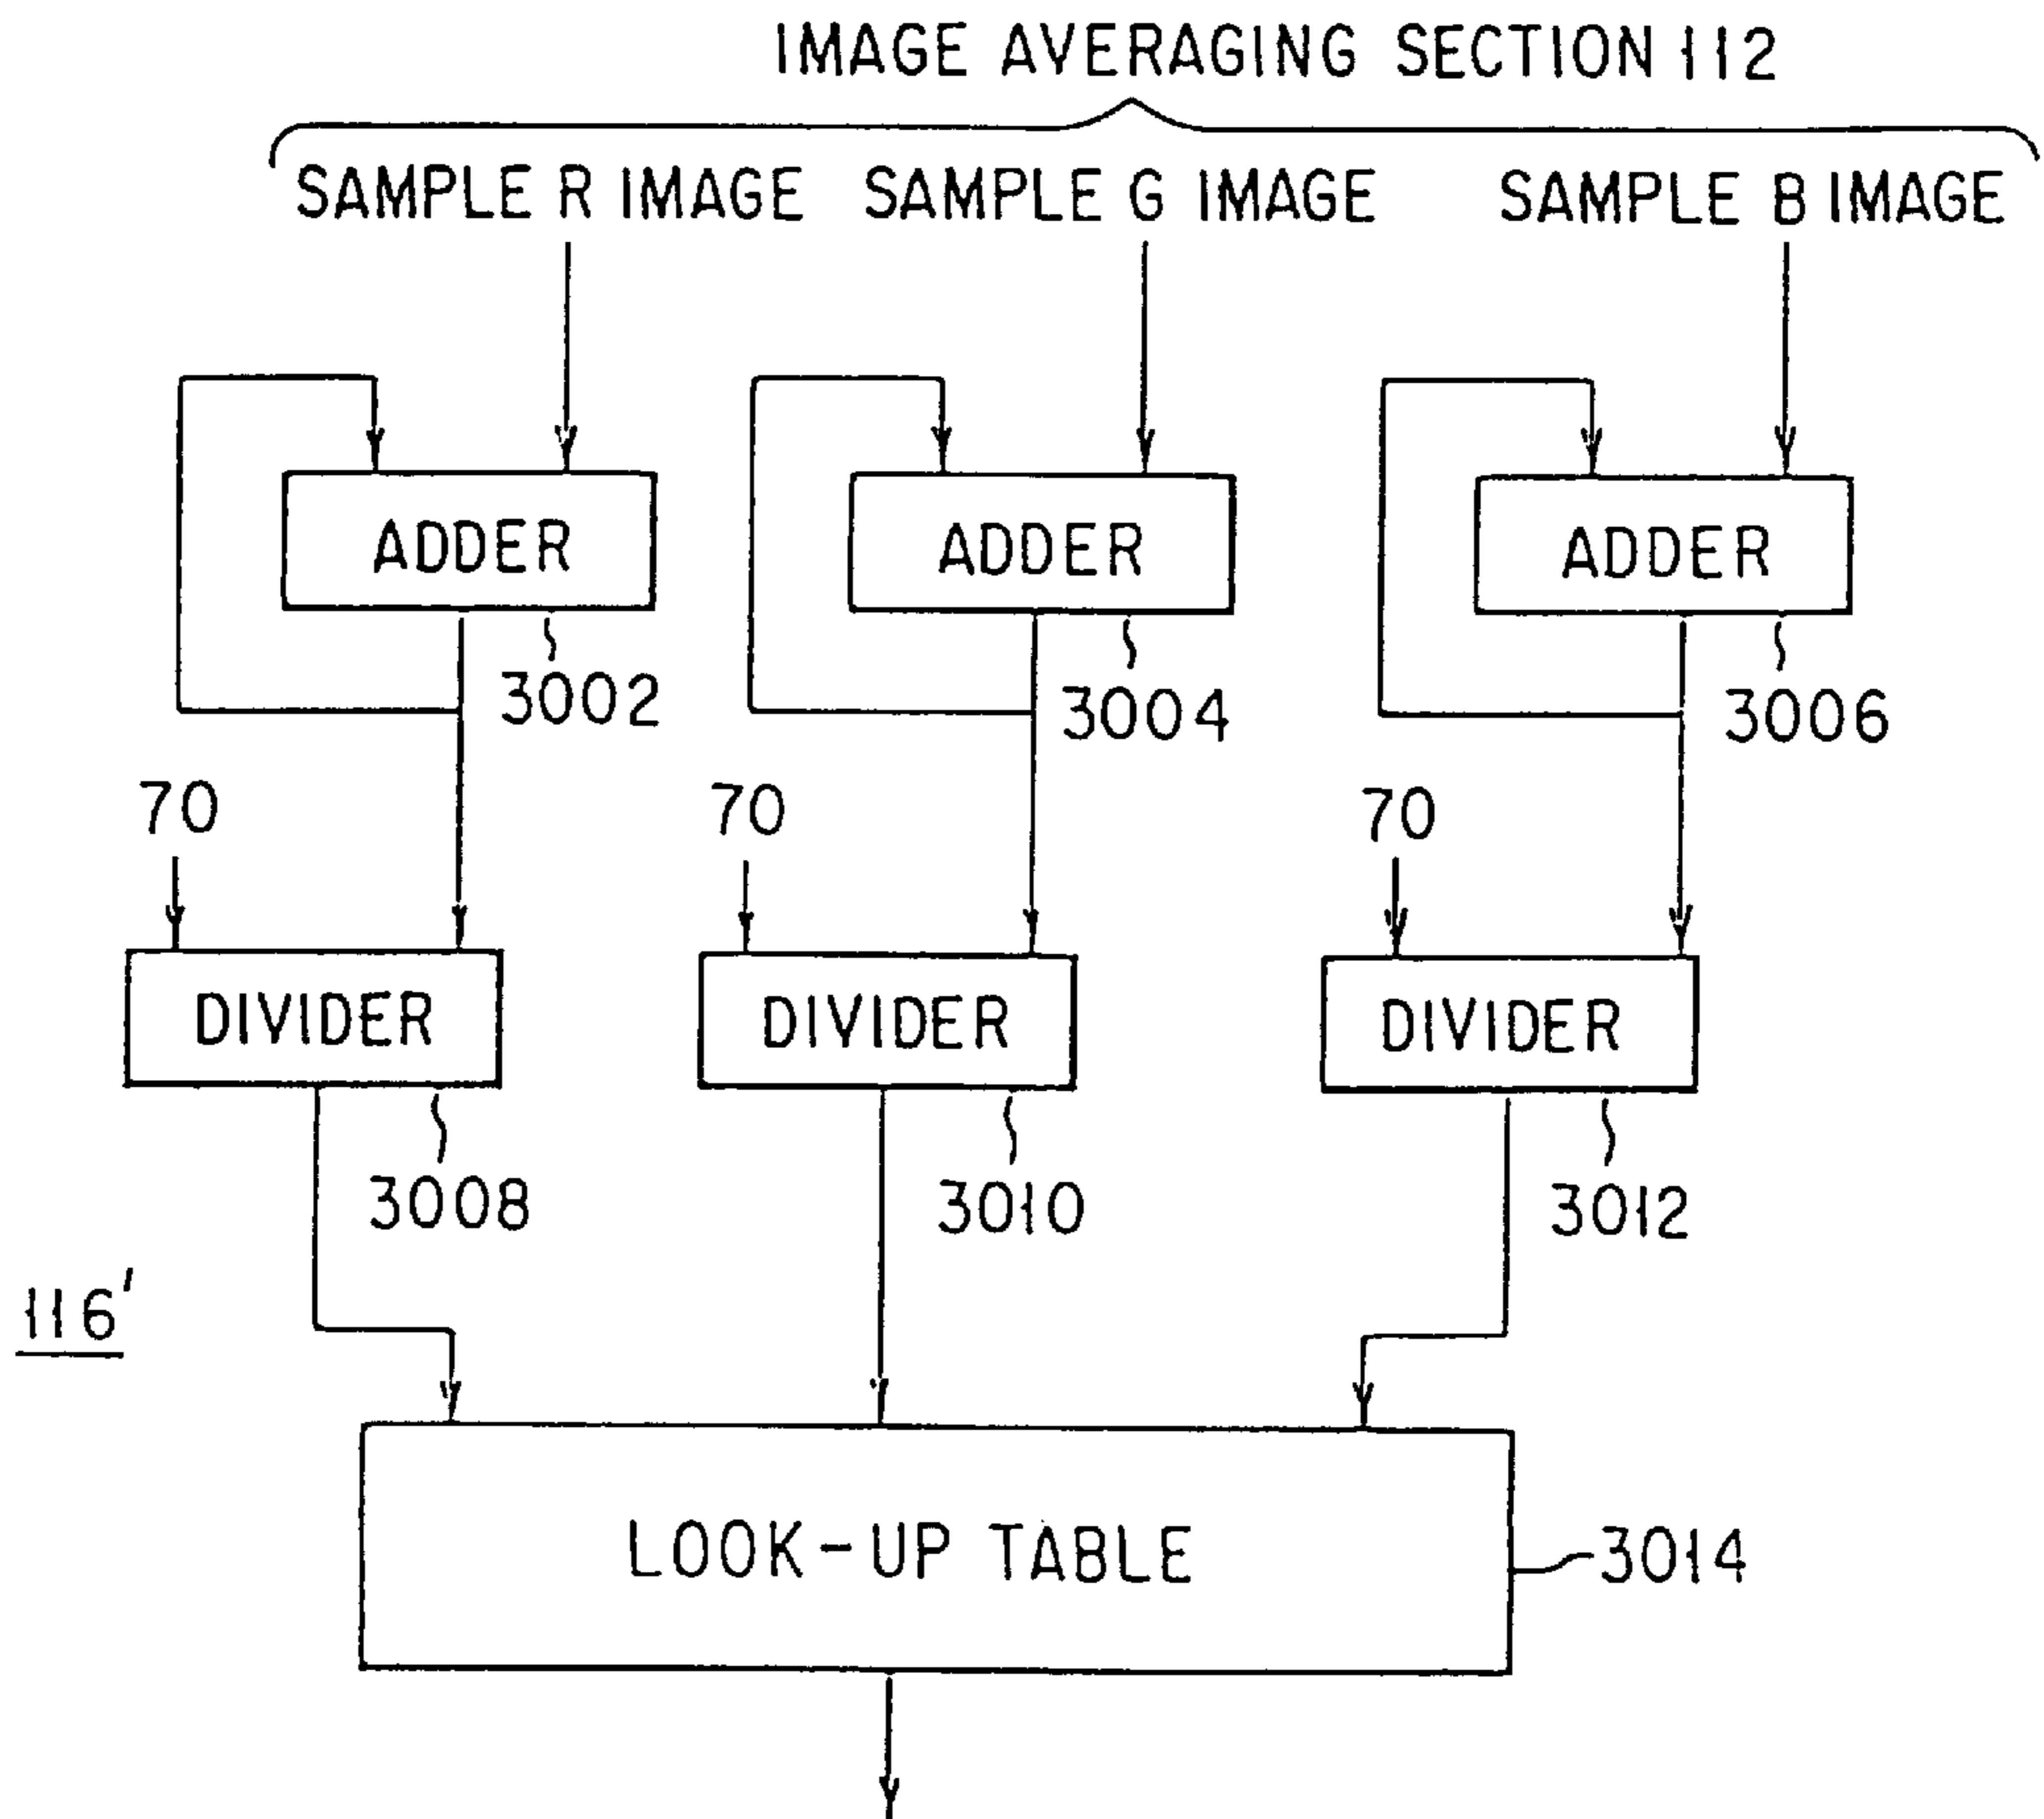 IMAGE AVERAGING SECTION 112
SAMPLE R IMAGE SAMPLE G IMAGE SAMPLE B IMAGE
ADDER ADDER ADDER
3002 3004 3006
70 70 70
DIVIDER DIVIDER DIVIDER
3008 3010 3012
116'
LOOK-UP TABLE 3014